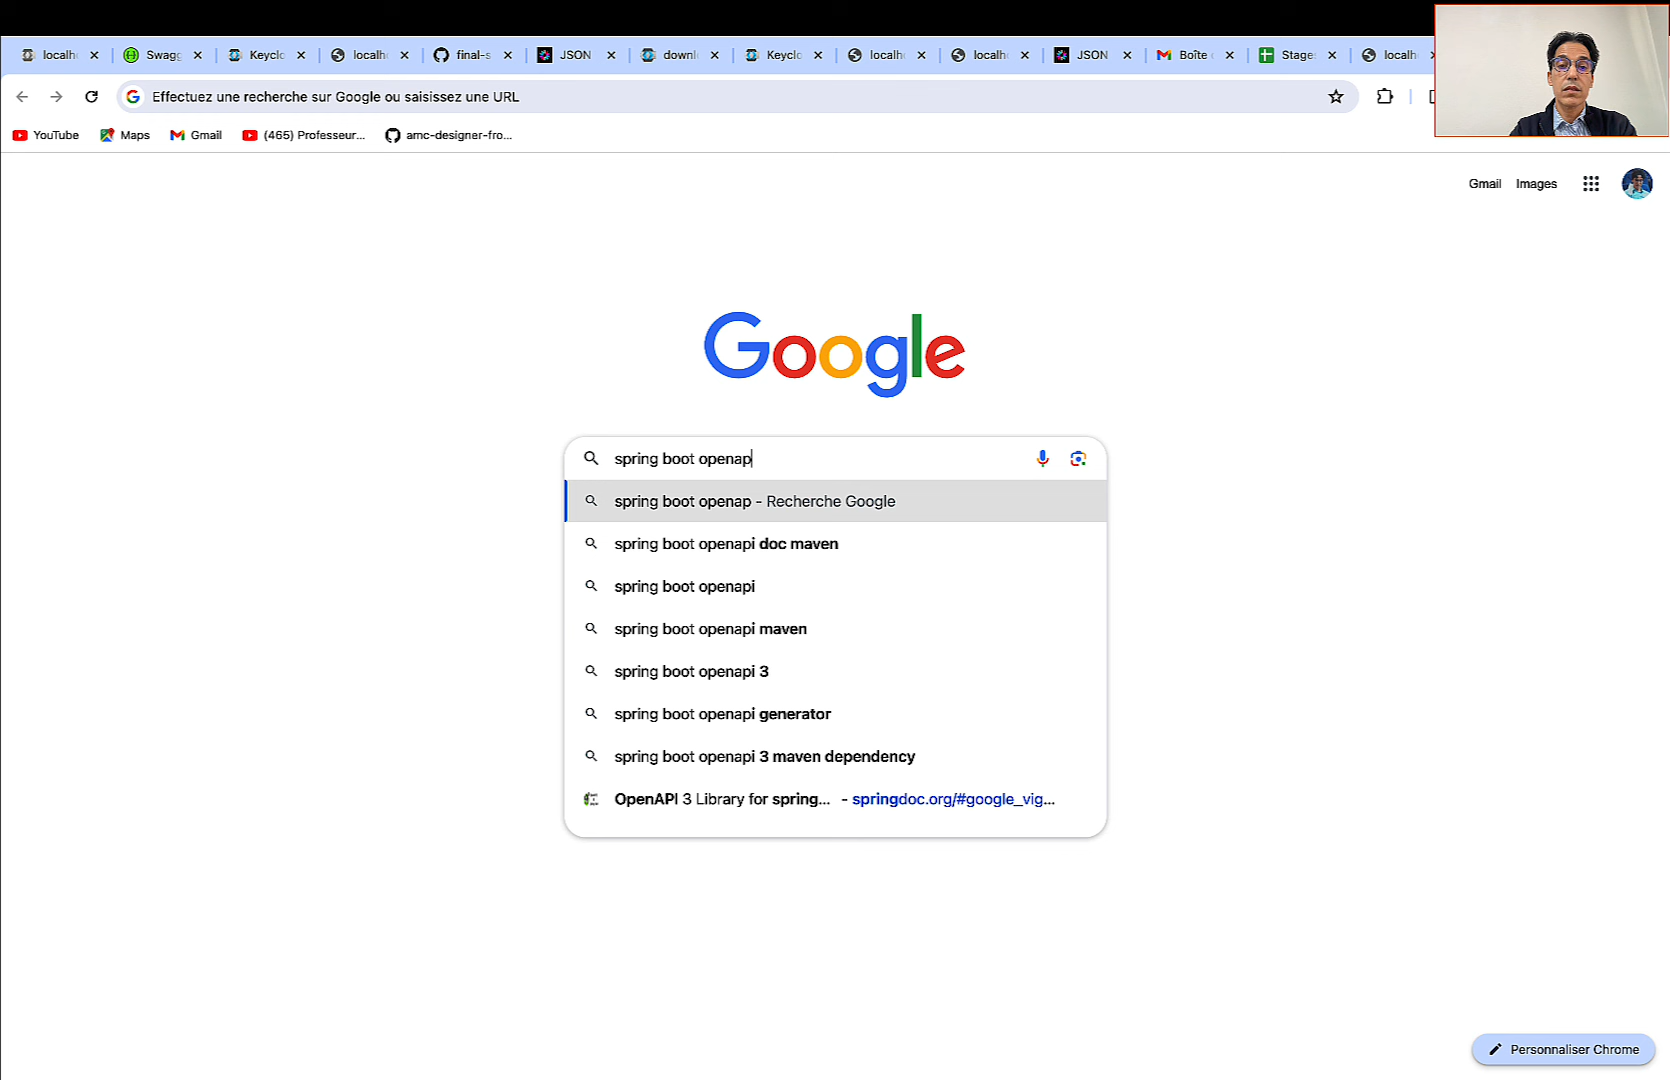 localh
Swagg
Keyclo
localh
final-s
JSON
downl
Keyclo
localh
localh
JSON
Boîte
Stage
localh
Effectuez une recherche sur Google ou saisissez une URL
YouTube
Maps
Gmail
(465) Professeur...
amc-designer-fro...
Gmail
Images
Google
spring boot openap
spring boot openap - Recherche Google
spring boot openapi doc maven
spring boot openapi
spring boot openapi maven
spring boot openapi 3
spring boot openapi generator
spring boot openapi 3 maven dependency
OpenAPI 3 Library for spring... - springdoc.org/#google_vig...
Personnaliser Chrome